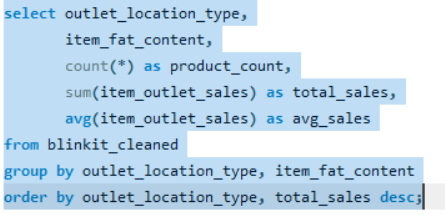 select outlet_location_type,
item_fat_content,
count(*) as product_count,
sum(item_outlet_sales) as total_sales,
avg(item_outlet_sales) as avg_sales
from blinkit_cleaned
group by outlet_location_type, item_fat_content
order by outlet_location_type, total_sales desc;